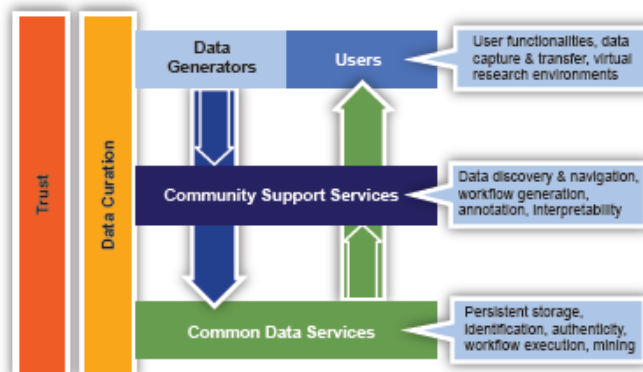 Trust
Data Curation
Data
Generators
Users
User functionalities, data
capture & transfer, virtual
research environments
Community Support Services
Data discovery & navigation,
workflow generation,
annotation, interpretability
Common Data Services
Persistent storage,
identification, authenticity,
workflow execution, mining